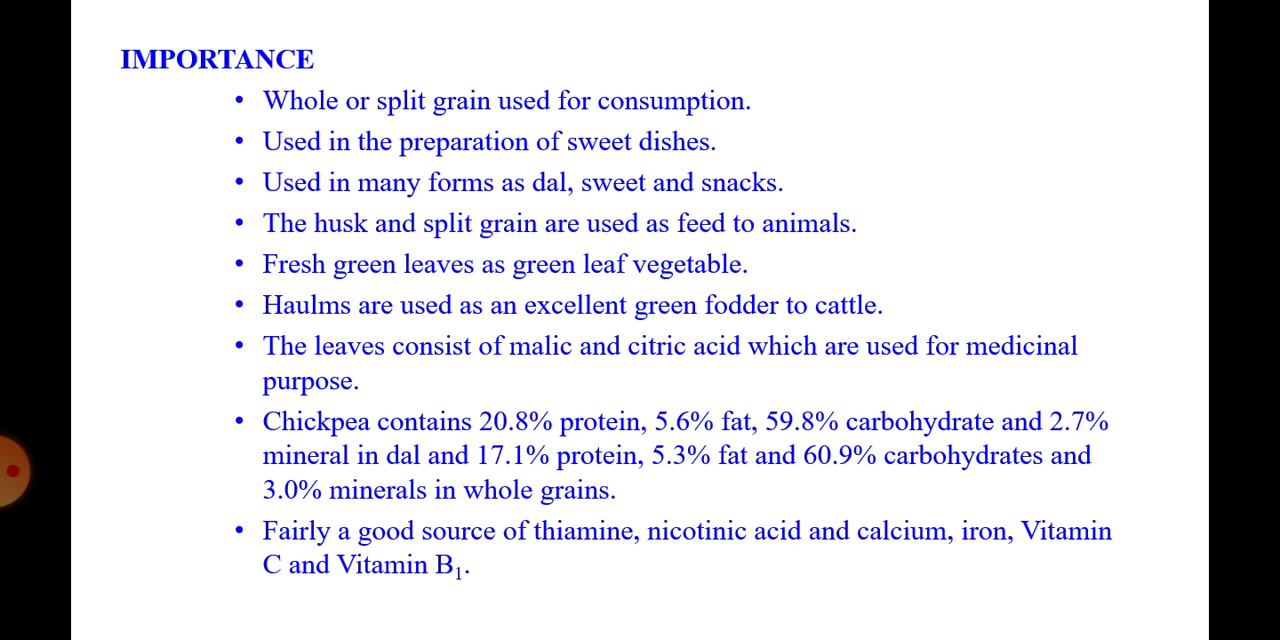 IMPORTANCE
• Whole or split grain used for consumption.
• Used in the preparation of sweet dishes.
• Used in many forms as dal, sweet and snacks.
• The husk and split grain are used as feed to animals.
• Fresh green leaves as green leaf vegetable.
• Haulms are used as an excellent green fodder to cattle.
• The leaves consist of malic and citric acid which are used for medicinal
purpose.
• Chickpea contains 20.8% protein, 5.6% fat, 59.8% carbohydrate and 2.7%
mineral in dal and 17.1% protein, 5.3% fat and 60.9% carbohydrates and
3.0% minerals in whole grains.
• Fairly a good source of thiamine, nicotinic acid and calcium, iron, Vitamin
C and Vitamin B₁.